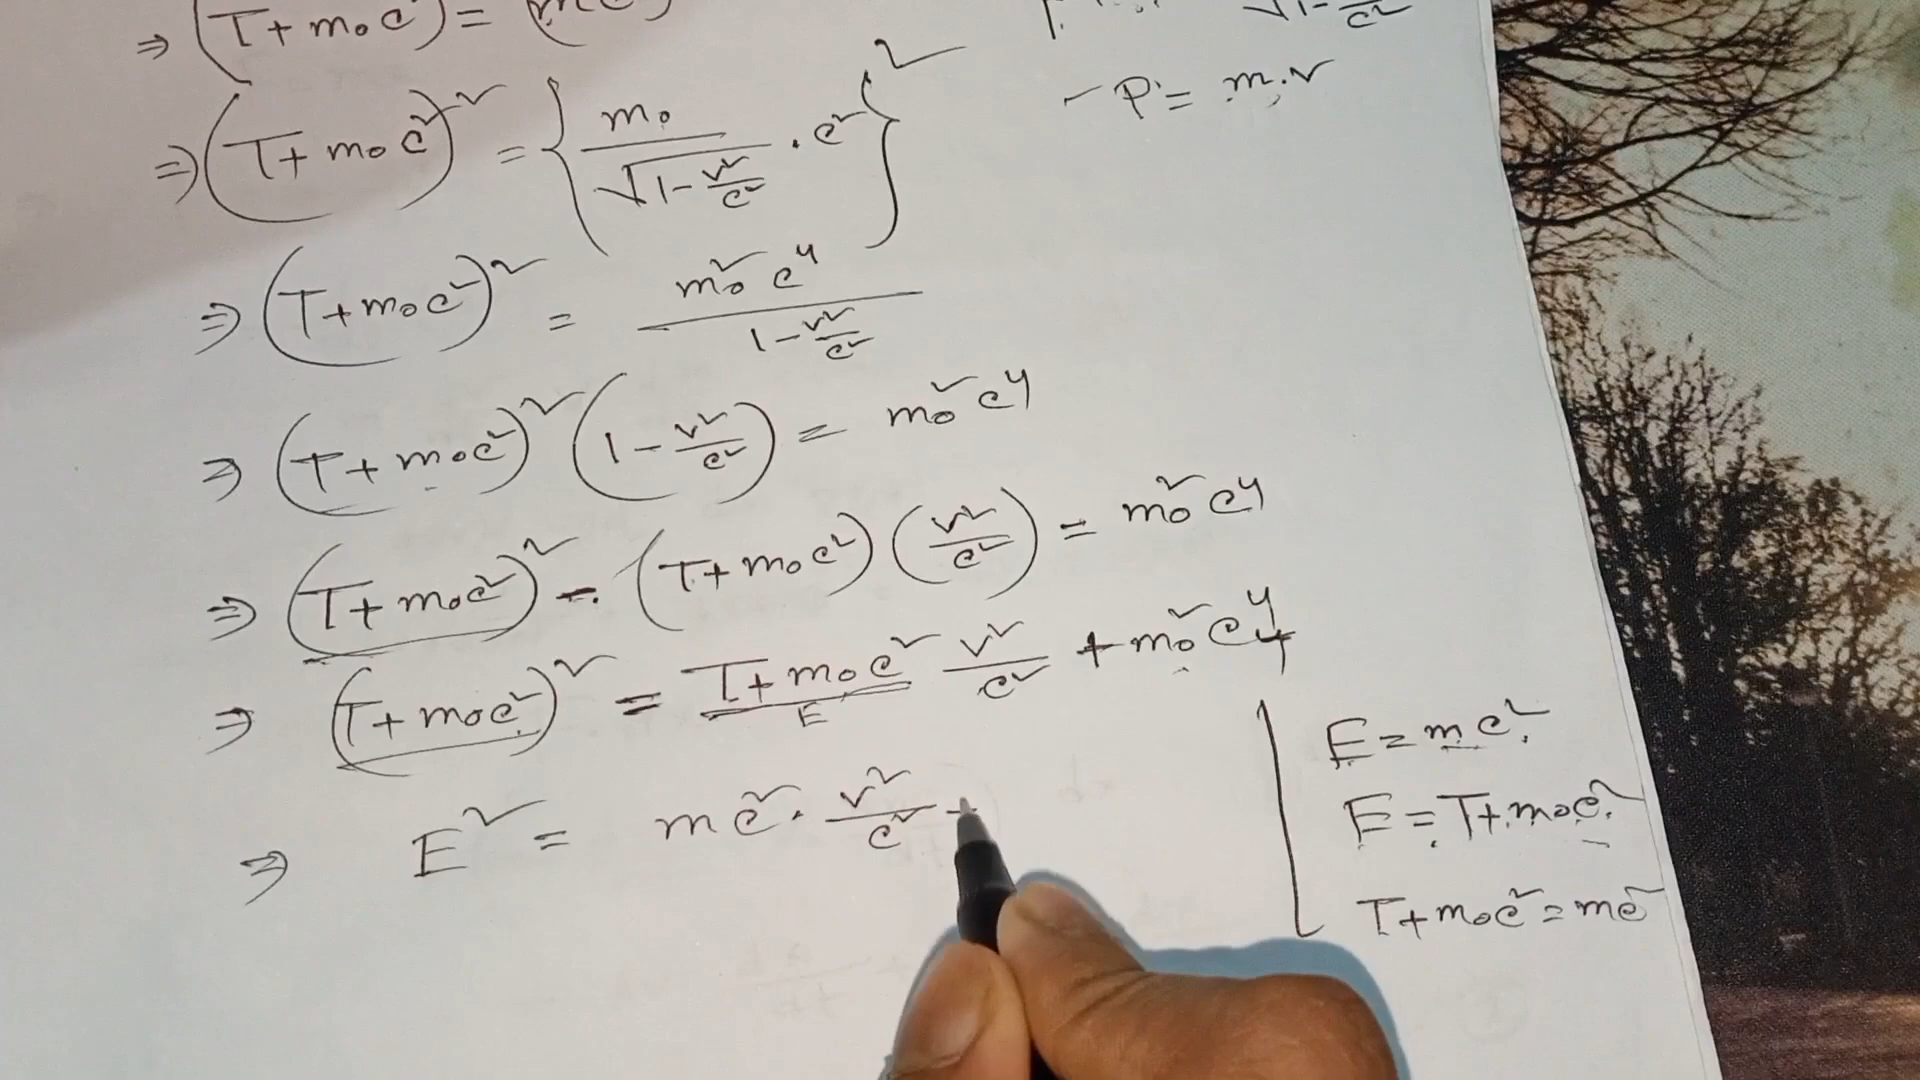 ⇒ (T + m₀c²) = (mc²)
√1 - c²
⇒ (T + m₀c²)² = { m₀ / √(1 - v²/c²) . c² }²
- P = m.v
⇒ (T + m₀c²)² = m₀²c⁴ / (1 - v²/c²)
⇒ (T + m₀c²)² (1 - v²/c²) = m₀²c⁴
⇒ (T + m₀c²)² - (T + m₀c²) (v²/c²) = m₀²c⁴
⇒ (T + m₀c²)² = T + m₀c² v²/c² + m₀²c⁴
E
⇒ E² = mc² . v²/c² +
E = mc²
E = T + m₀c²
T + m₀c² = mc²